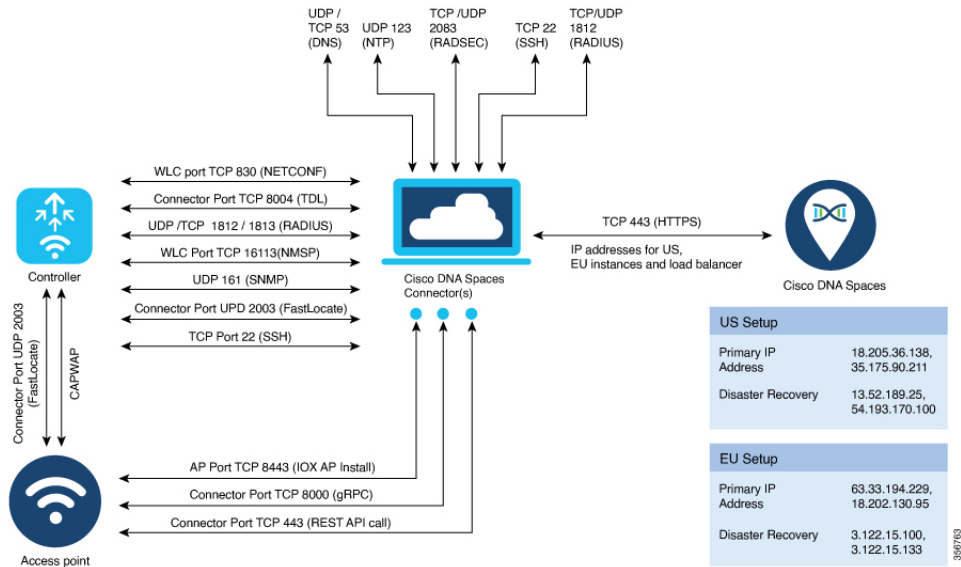 UDP /
TCP 53
(DNS)
UDP 123
(NTP)
TCP /UDP
2083
(RADSEC)
TCP 22
(SSH)
TCP/UDP
1812
(RADIUS)
WLC port TCP 830 (NETCONF)
Connector Port TCP 8004 (TDL)
UDP /TCP 1812 / 1813 (RADIUS)
WLC Port TCP 16113(NMSP)
UDP 161 (SNMP)
Connector Port UPD 2003 (FastLocate)
TCP Port 22 (SSH)
Controller
Cisco DNA Spaces
Connector(s)
TCP 443 (HTTPS)
IP addresses for US,
EU instances and load balancer
Cisco DNA Spaces
Connector Port UDP 2003
(FastLocate)
CAPWAP
AP Port TCP 8443 (IOX AP Install)
Connector Port TCP 8000 (gRPC)
Connector Port TCP 443 (REST API call)
Access point
US Setup
Primary IP
Address
18.205.36.138,
35.175.90.211
Disaster Recovery
13.52.189.25,
54.193.170.100
EU Setup
Primary IP
Address
63.33.194.229,
18.202.130.95
Disaster Recovery
3.122.15.100,
3.122.15.133
356763